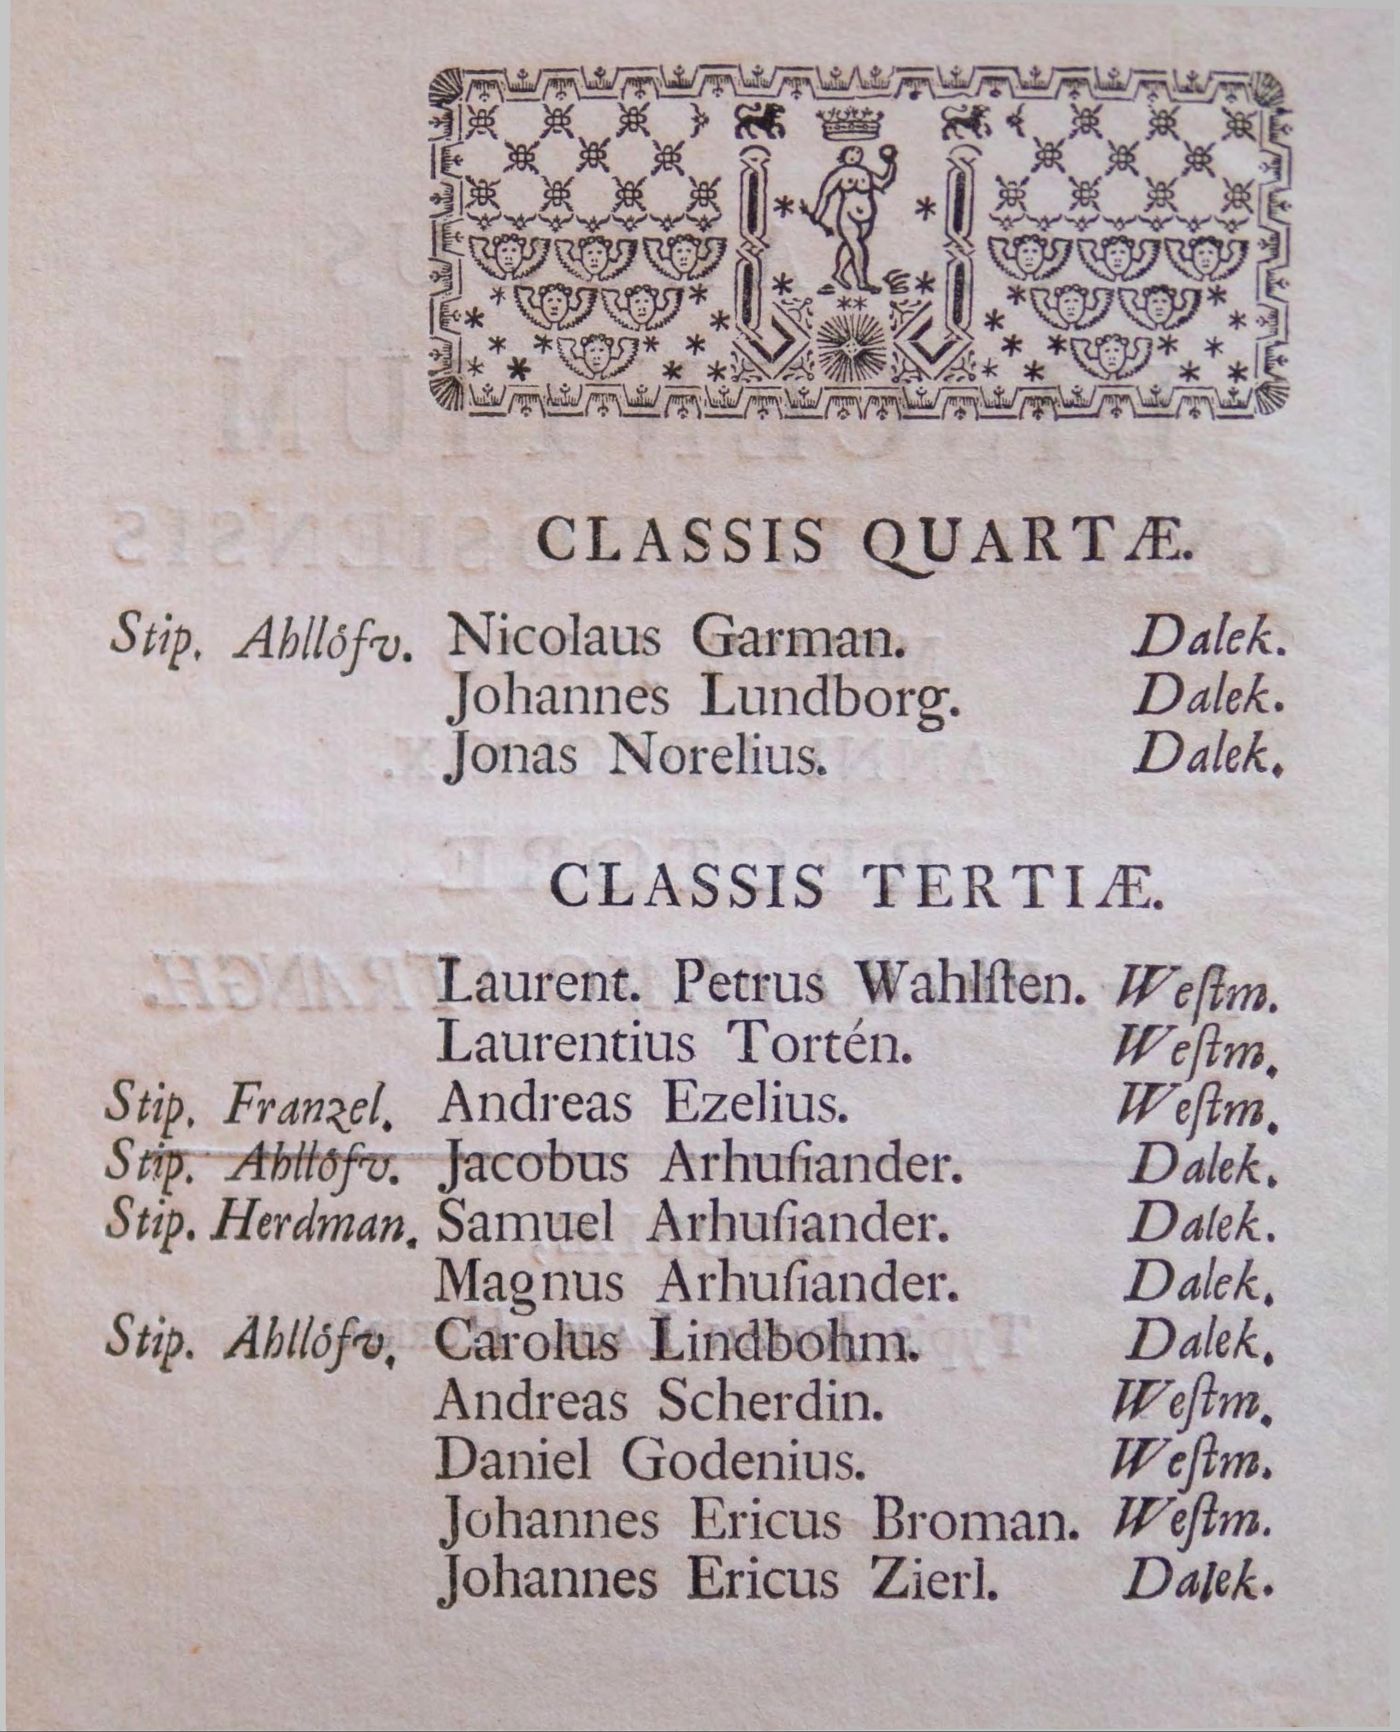 CLASSIS QUARTÆ.
Stip. Ahllöfv. Nicolaus Garman. Dalek.
Johannes Lundborg. Dalek.
Jonas Norelius. Dalek.
CLASSIS TERTIÆ.
Laurent. Petrus Wahlſten. Weſtm.
Laurentius Tortén. Weſtm.
Stip. Franzel. Andreas Ezelius. Weſtm.
Stip. Ahllöfv. Jacobus Arhuſiander. Dalek.
Stip. Herdman. Samuel Arhuſiander. Dalek.
Magnus Arhuſiander. Dalek.
Stip. Ahllöfv. Carolus Lindbohm. Dalek.
Andreas Scherdin. Weſtm.
Daniel Godenius. Weſtm.
Johannes Ericus Broman. Weſtm.
Johannes Ericus Zierl. Dalek.